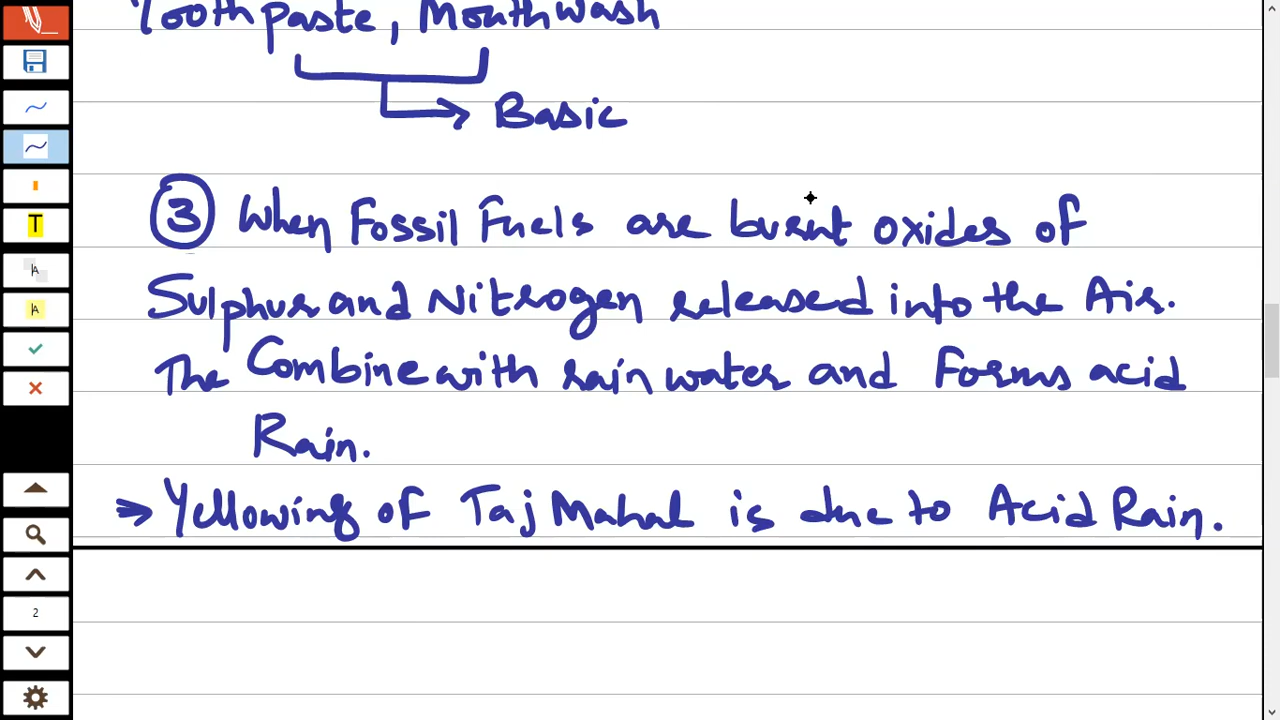 Toothpaste, Mouthwash
Basic
3 When Fossil Fuels are burnt oxides of
Sulphur and Nitrogen released into the Air.
The Combine with rain water and Forms acid
Rain.
⇒ Yellowing of Taj Mahal is due to Acid Rain.
T
A
A
2